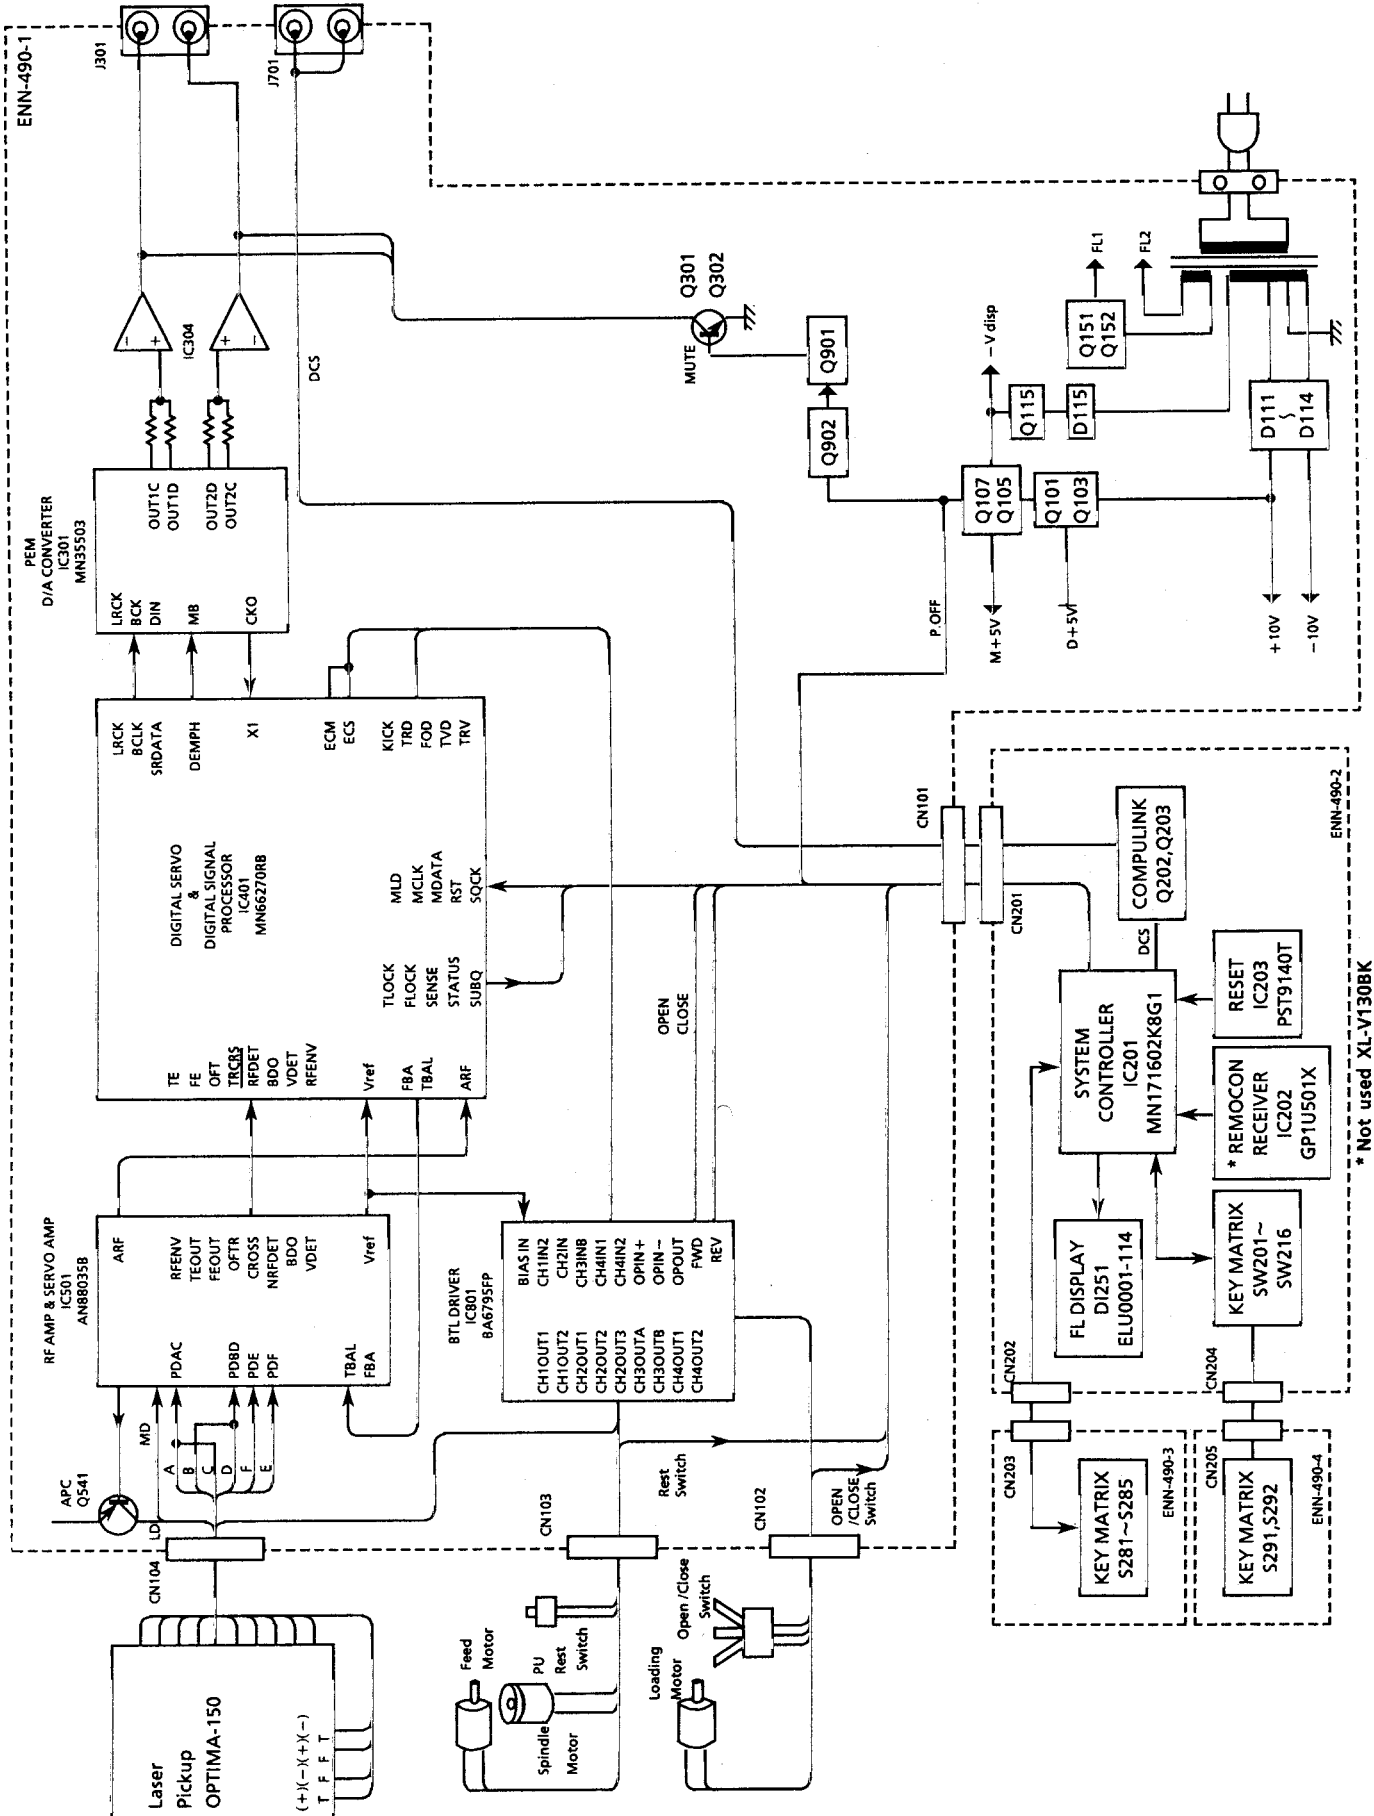 ENN-490-1
J301
J701
IC304
DCS
PEM
D/A CONVERTER
IC301
MN35503
LRCK
BCK
DIN
MB
CKO
OUT1C
OUT1D
OUT2D
OUT2C
MUTE
Q301
Q302
Q901
Q902
P.OFF
FL1
FL2
-Vdisp
Q151
Q152
Q115
D115
Q107
Q105
Q101
Q103
D111
~
D114
M+5V
D+5V
+10V
-10V
LRCK
BCLK
SRDATA
DEMPH
X1
ECM
ECS
KICK
TRD
FOD
TVD
TRV
DIGITAL SERVO
&
DIGITAL SIGNAL
PROCESSOR
IC401
MN66270RB
MLD
MCLK
MDATA
RST
SQCK
TLOCK
FLOCK
SENSE
STATUS
SUBQ
TE
FE
OFT
TRCRS
RFDET
BDO
VDET
RFENV
Vref
FBA
TBAL
ARF
RF AMP & SERVO AMP
IC501
AN8803SB
ARF
RFENV
TEOUT
FEOUT
OFTR
CROSS
NRFDET
BDO
VDET
Vref
PDAC
PDBD
PDE
PDF
TBAL
FBA
BTL DRIVER
IC801
BA6795FP
BIAS IN
CH1IN2
CH2IN
CH3INB
CH4IN1
CH4IN2
OPIN+
OPIN-
OPOUT
FWD
REV
CH1OUT1
CH1OUT2
CH2OUT1
CH2OUT2
CH2OUT3
CH3OUTA
CH3OUTB
CH4OUT1
CH4OUT2
OPEN
CLOSE
APC
Q541
MD
LD
A
B
C
D
F
E
CN104
CN103
CN102
Rest
Switch
OPEN
/CLOSE
Switch
Laser
Pickup
OPTIMA-150
(+)(-)(+)(-)
T F F T
Feed
Motor
Spindle
Motor
PU
Rest
Switch
Loading
Motor
Open /Close
Switch
CN101
CN201
ENN-490-2
COMPULINK
Q202,Q203
DCS
SYSTEM
CONTROLLER
IC201
MN171602K8G1
RESET
IC203
PST9140T
* REMOCON
RECEIVER
IC202
GP1U501X
FL DISPLAY
DI251
ELU0001-114
KEY MATRIX
SW201~
SW216
CN202
CN204
CN203
CN205
KEY MATRIX
S281~S285
ENN-490-3
KEY MATRIX
S291,S292
ENN-490-4
* Not used XL-V130BK